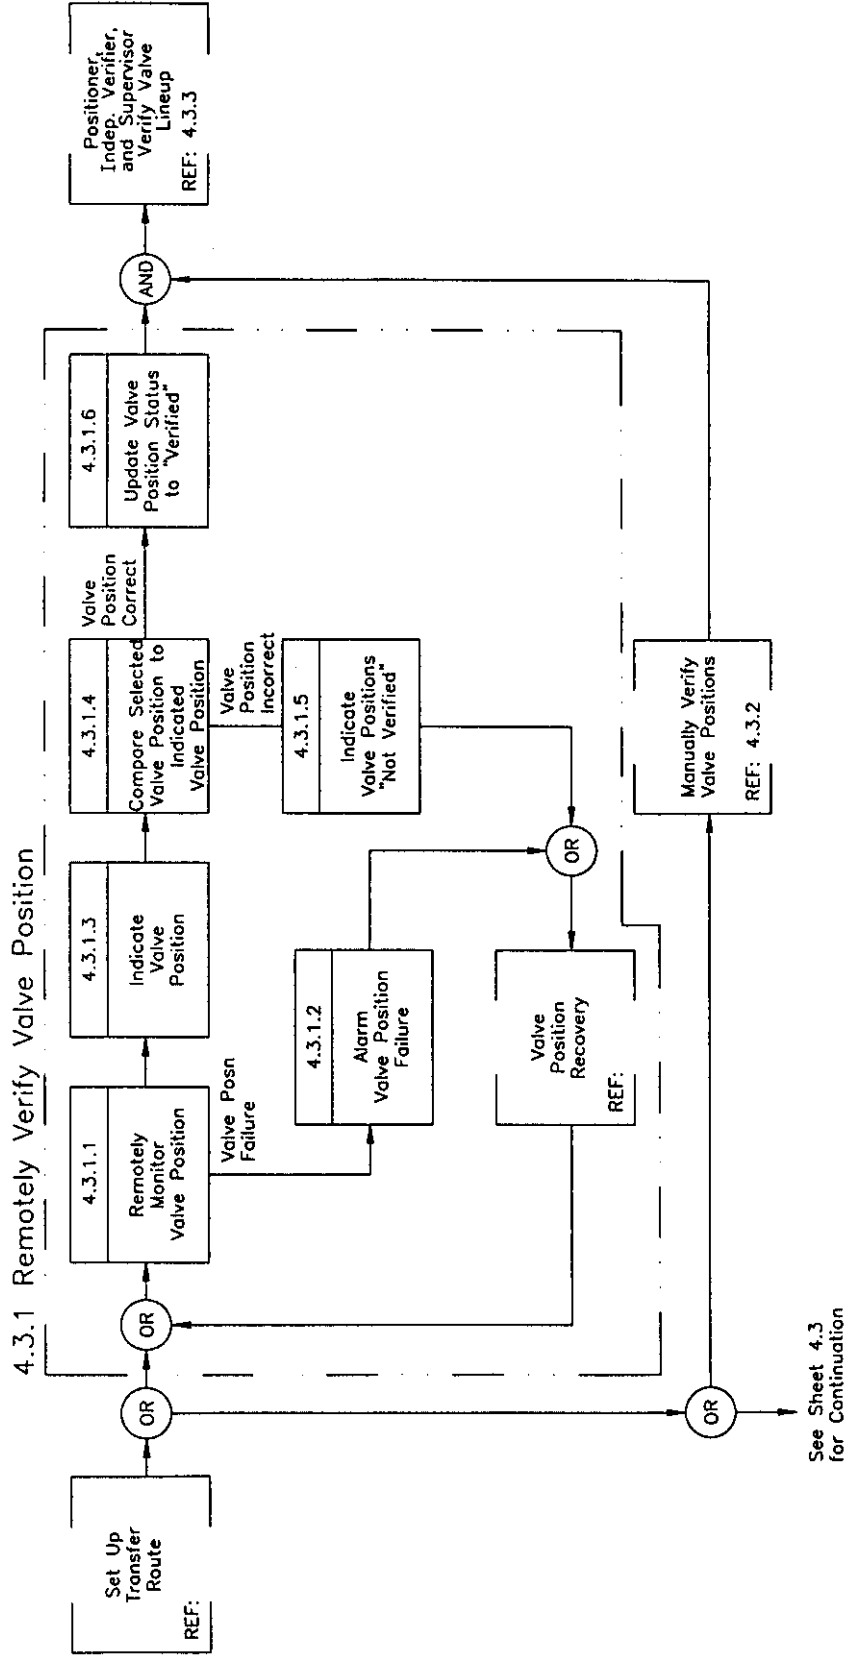 4.3.1 Remotely Verify Valve Position
Set Up
Transfer
Route
REF:
OR
OR
4.3.1.1
Remotely
Monitor
Valve Position
Valve Posn
Failure
4.3.1.2
Alarm
Valve Position
Failure
4.3.1.3
Indicate
Valve
Position
4.3.1.4
Compare Selected
Valve Position to
Indicated
Valve Position
Valve
Position
Correct
Valve
Position
Incorrect
4.3.1.5
Indicate
Valve Positions
"Not Verified"
4.3.1.6
Update Valve
Position Status
to "Verified"
AND
Positioner,
Indep. Verifier,
and Supervisor
Verify Valve
Lineup
REF: 4.3.3
OR
Valve
Position
Recovery
REF:
OR
See Sheet 4.3
for Continuation
Manually Verify
Valve Positions
REF: 4.3.2